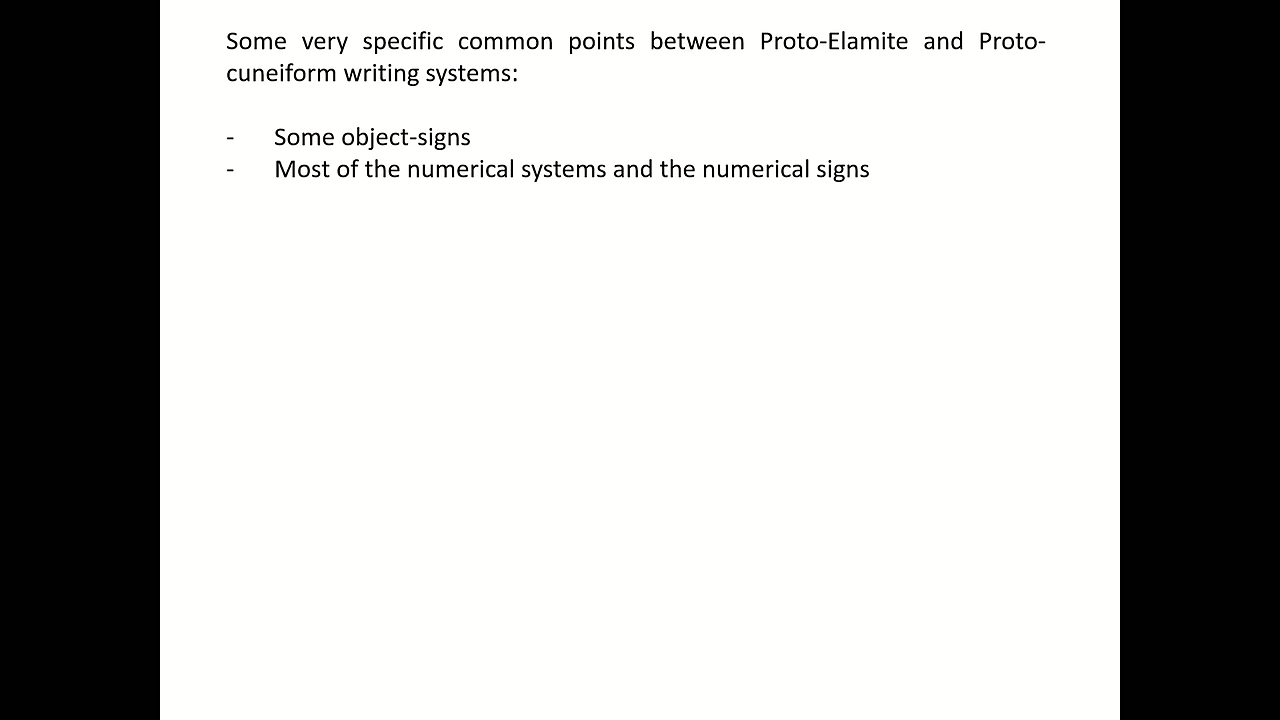 Some very specific common points between Proto-Elamite and Proto-
cuneiform writing systems:
- Some object-signs
- Most of the numerical systems and the numerical signs